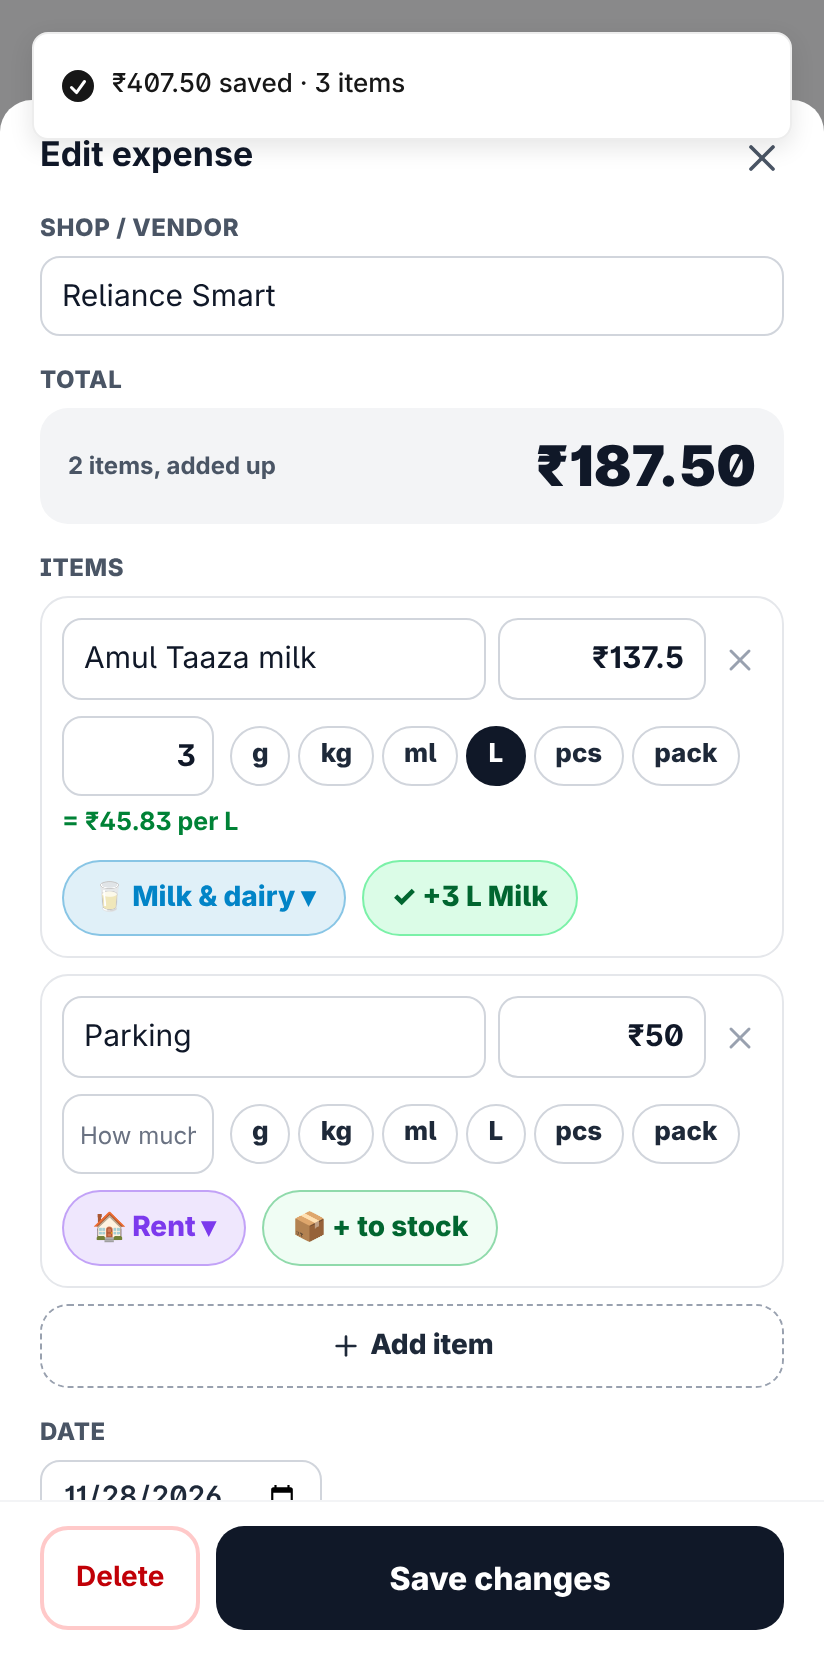 ₹407.50 saved · 3 items
Edit expense
SHOP / VENDOR
Reliance Smart
TOTAL
2 items, added up ₹187.50
ITEMS
Amul Taaza milk ₹137.5
3 g kg ml L pcs pack
= ₹45.83 per L
Milk & dairy ▾ ✓ +3 L Milk
Parking ₹50
How much g kg ml L pcs pack
Rent ▾ + to stock
+ Add item
DATE
11/28/2026
Delete Save changes